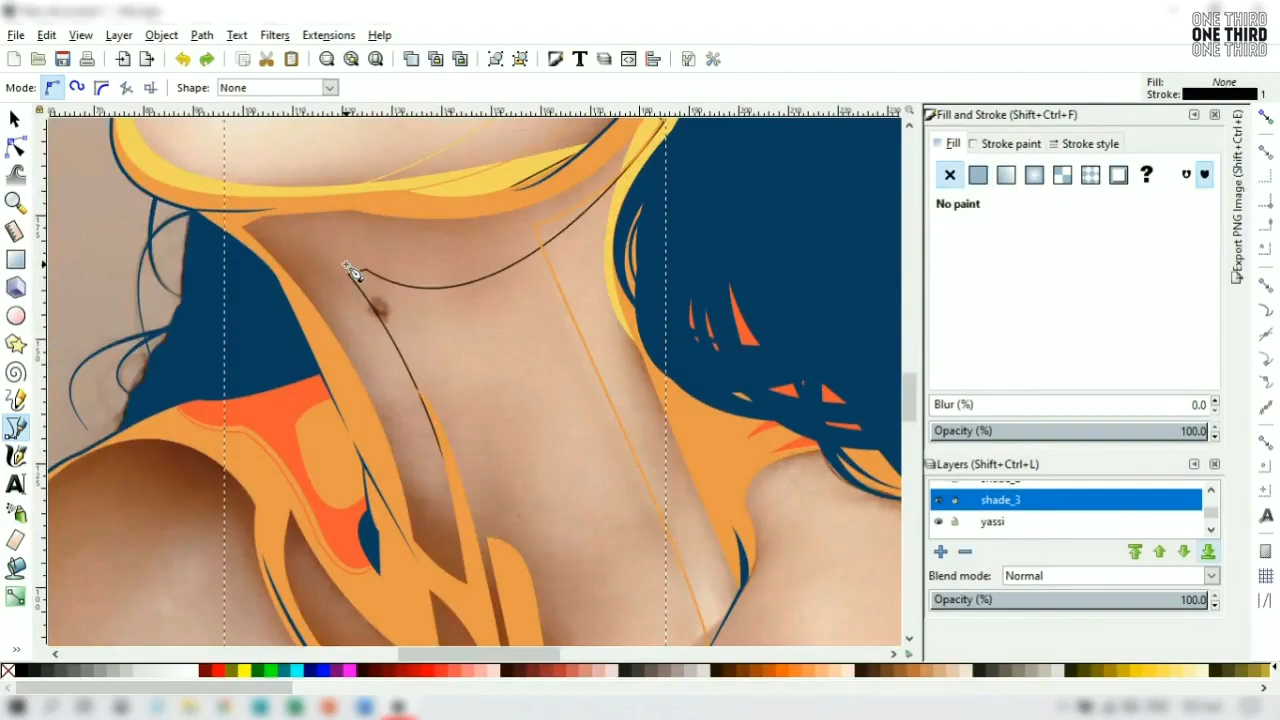 ONE THIRD
ONE THIRD
ONE THIRD
File Edit View Layer Object Path Text Filters Extensions Help
Mode: Shape: None
Fill: None
Stroke: 1
Fill and Stroke (Shift+Ctrl+F)
Fill Stroke paint Stroke style
No paint
Blur (%) 0.0
Opacity (%) 100.0
Layers (Shift+Ctrl+L)
shade_3
yassi
Blend mode: Normal
Opacity (%) 100.0
Export PNG Image (Shift+Ctrl+E)